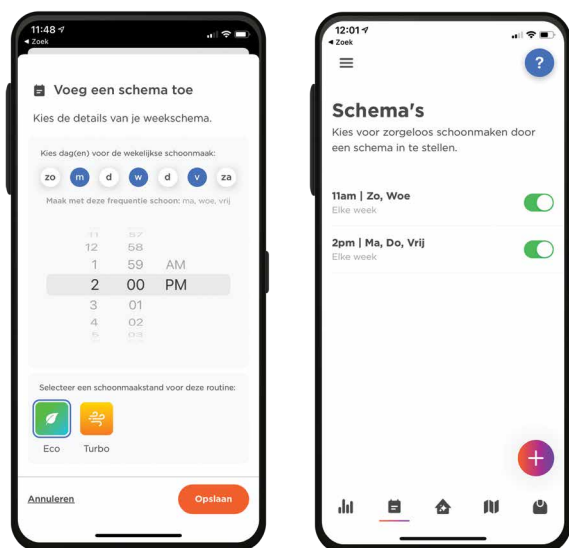 11:48
◄ Zoek
Voeg een schema toe
Kies de details van je weekschema.
Kies dag(en) voor de wekelijkse schoonmaak:
zo m d w d v za
Maak met deze frequentie schoon: ma, woe, vrij
11 57
12 58
1 59 AM
2 00 PM
3 01
4 02
5 03
Selecteer een schoonmaakstand voor deze routine:
Eco Turbo
Annuleren Opslaan
12:01
◄ Zoek
?
Schema's
Kies voor zorgeloos schoonmaken door
een schema in te stellen.
11am | Zo, Woe
Elke week
2pm | Ma, Do, Vrij
Elke week
+